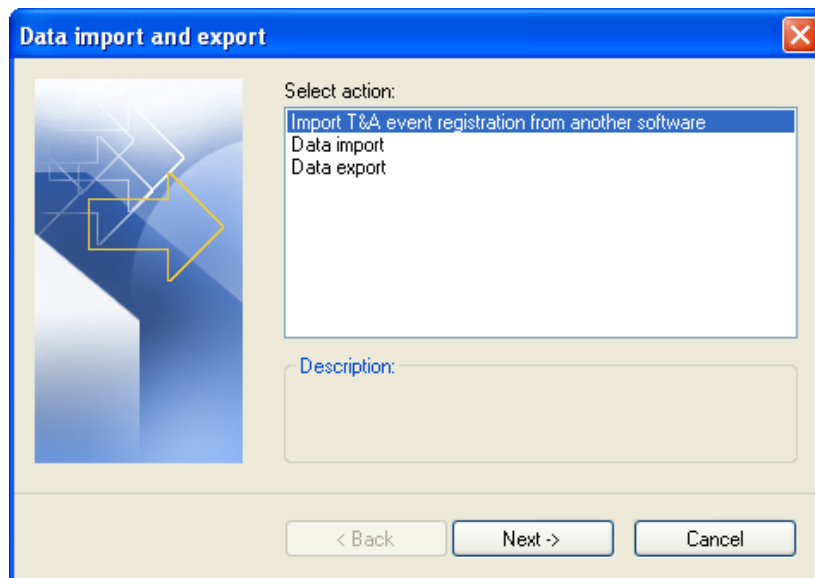 Data import and export
Select action:
Import T&A event registration from another software
Data import
Data export
Description:
< Back
Next ->
Cancel